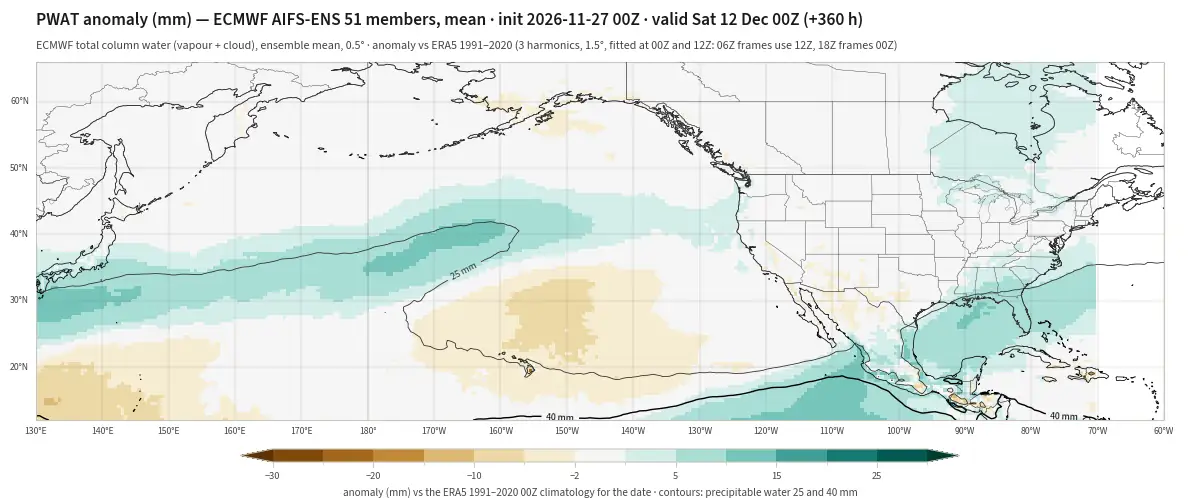 PWAT anomaly (mm) — ECMWF AIFS-ENS 51 members, mean · init 2026-11-27 00Z · valid Sat 12 Dec 00Z (+360 h)
ECMWF total column water (vapour + cloud), ensemble mean, 0.5° · anomaly vs ERA5 1991–2020 (3 harmonics, 1.5°, fitted at 00Z and 12Z: 06Z frames use 12Z, 18Z frames 00Z)
60°N
50°N
40°N
30°N
20°N
25 mm
40 mm
40 mm
130°E 140°E 150°E 160°E 170°E 180° 170°W 160°W 150°W 140°W 130°W 120°W 110°W 100°W 90°W 80°W 70°W 60°W
−30 −20 −10 −2 5 15 25
anomaly (mm) vs the ERA5 1991–2020 00Z climatology for the date · contours: precipitable water 25 and 40 mm